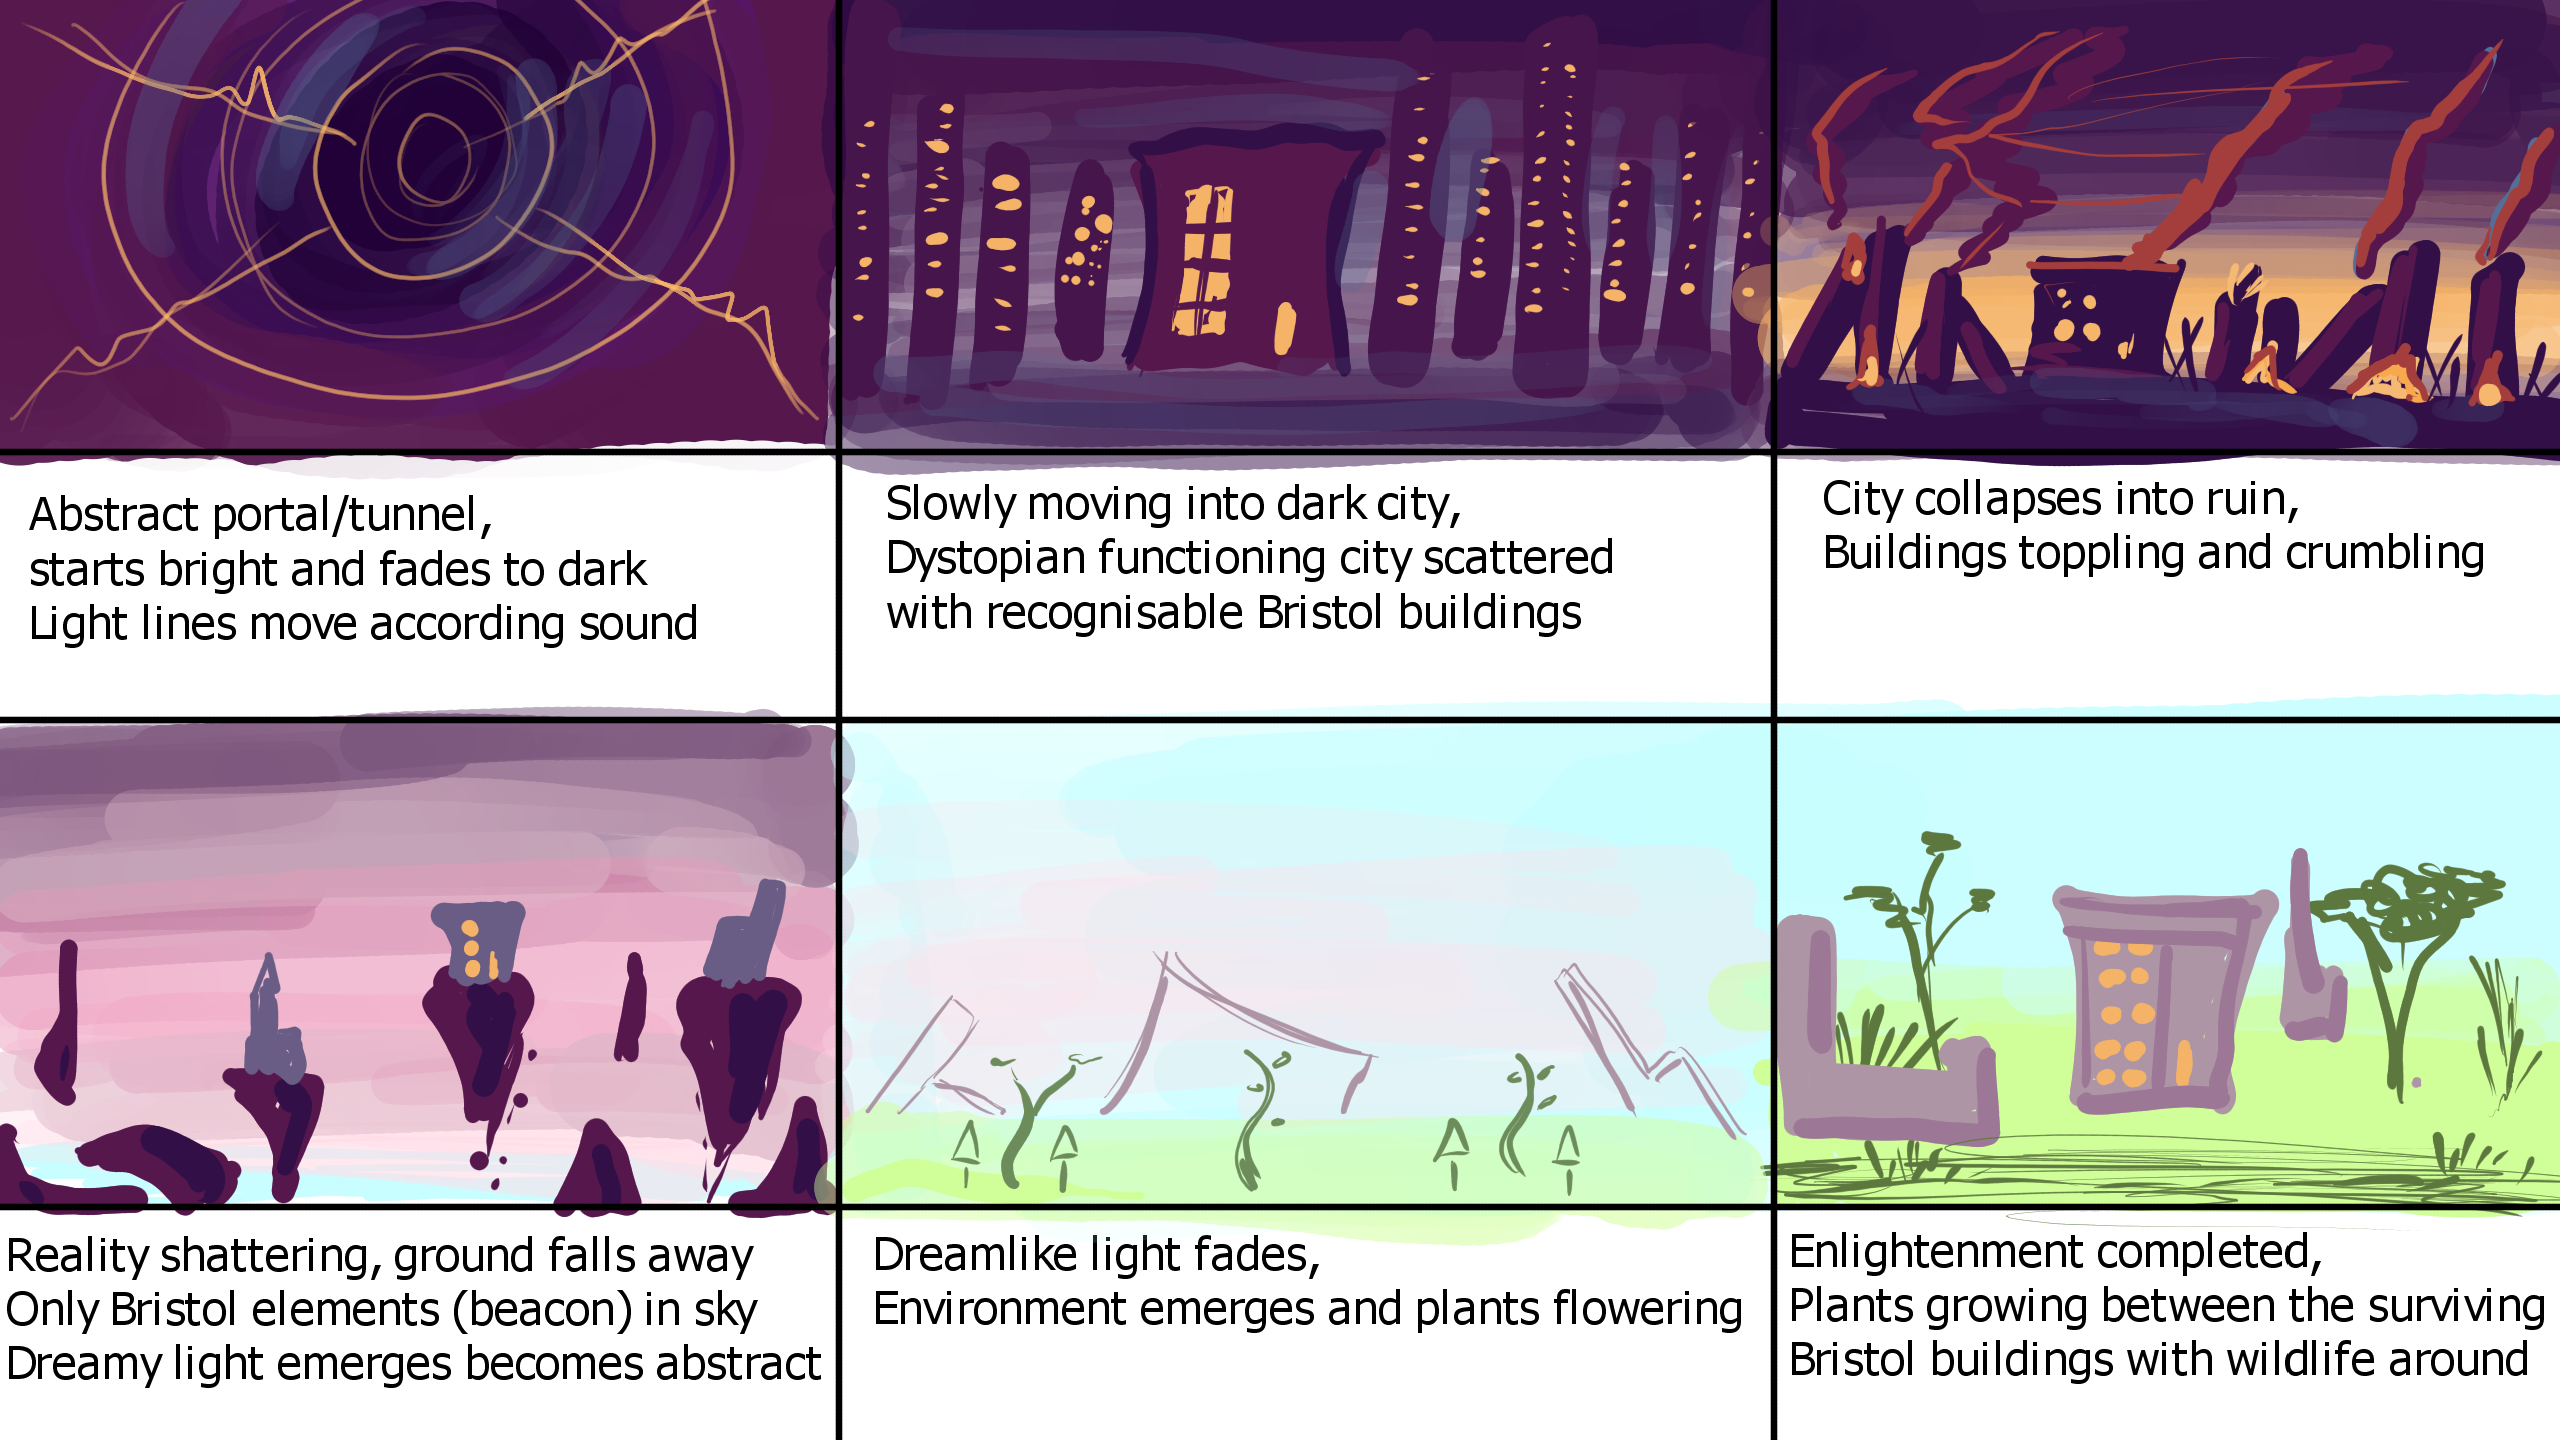 Abstract portal/tunnel,
starts bright and fades to dark
Light lines move according sound
Slowly moving into dark city,
Dystopian functioning city scattered
with recognisable Bristol buildings
City collapses into ruin,
Buildings toppling and crumbling
Reality shattering, ground falls away
Only Bristol elements (beacon) in sky
Dreamy light emerges becomes abstract
Dreamlike light fades,
Environment emerges and plants flowering
Enlightenment completed,
Plants growing between the surviving
Bristol buildings with wildlife around